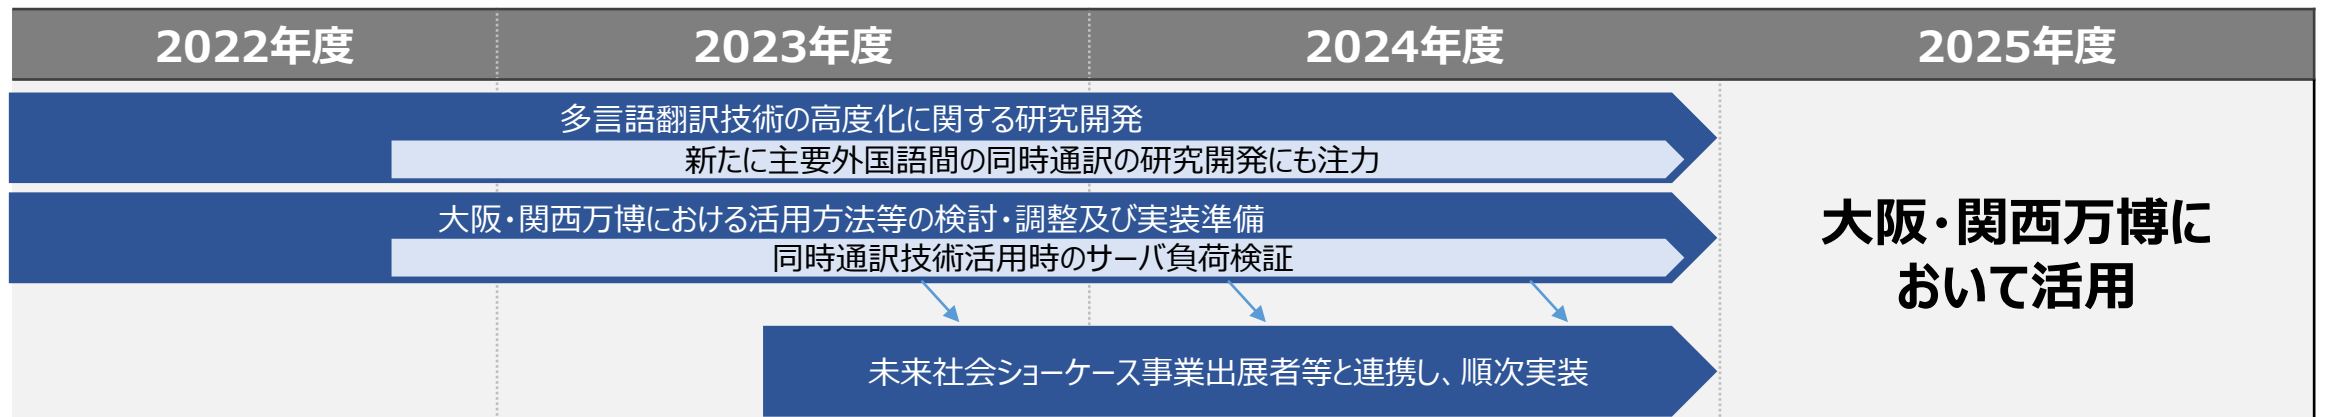 2022年度 2023年度 2024年度 2025年度
多言語翻訳技術の高度化に関する研究開発
新たに主要外国語間の同時通訳の研究開発にも注力
大阪・関西万博における活用方法等の検討・調整及び実装準備
同時通訳技術活用時のサーバ負荷検証
未来社会ショーケース事業出展者等と連携し、順次実装
大阪・関西万博に
おいて活用